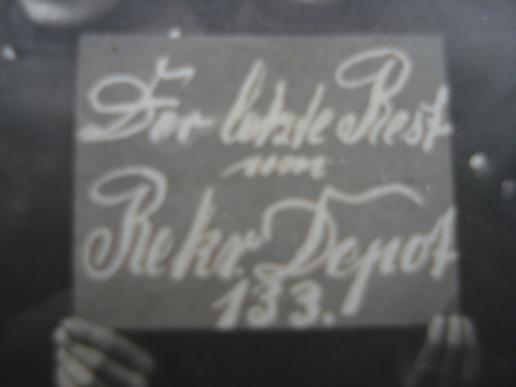 Der letzte Rest
vom
Rekr. Depot
133.